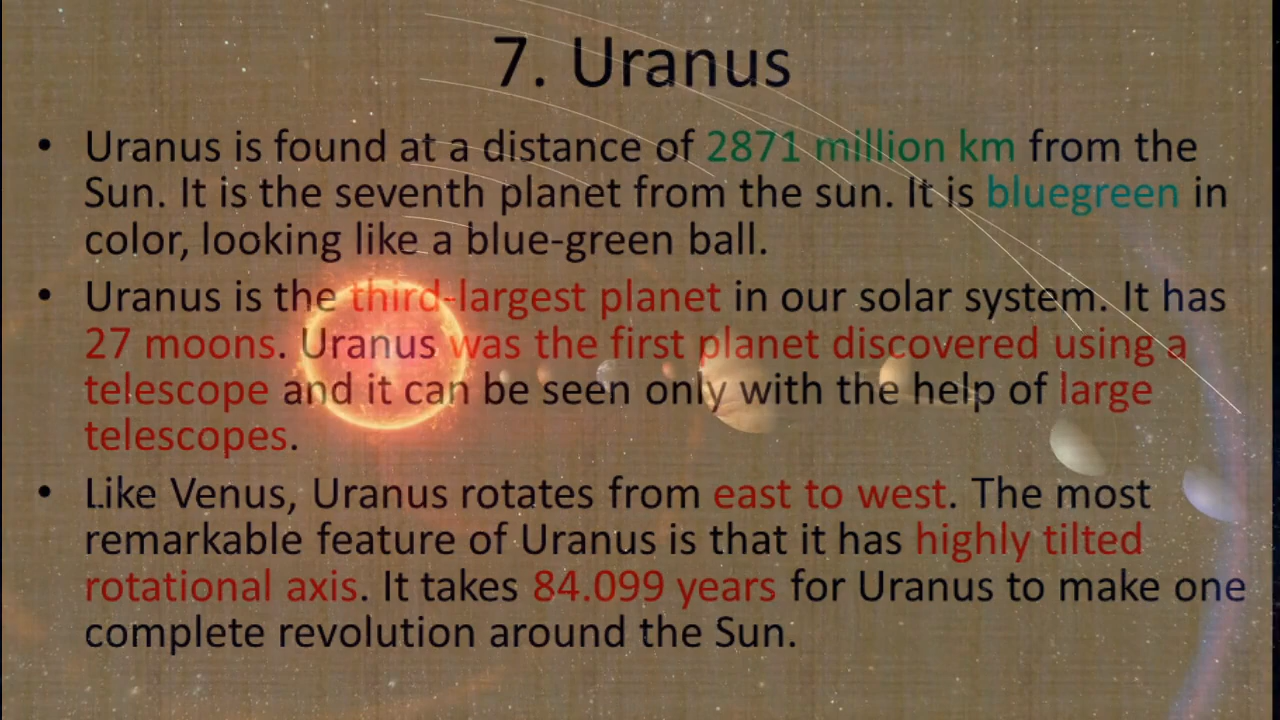 7. Uranus
• Uranus is found at a distance of 2871 million km from the
Sun. It is the seventh planet from the sun. It is bluegreen in
color, looking like a blue-green ball.
• Uranus is the third-largest planet in our solar system. It has
27 moons. Uranus was the first planet discovered using a
telescope and it can be seen only with the help of large
telescopes.
• Like Venus, Uranus rotates from east to west. The most
remarkable feature of Uranus is that it has highly tilted
rotational axis. It takes 84.099 years for Uranus to make one
complete revolution around the Sun.